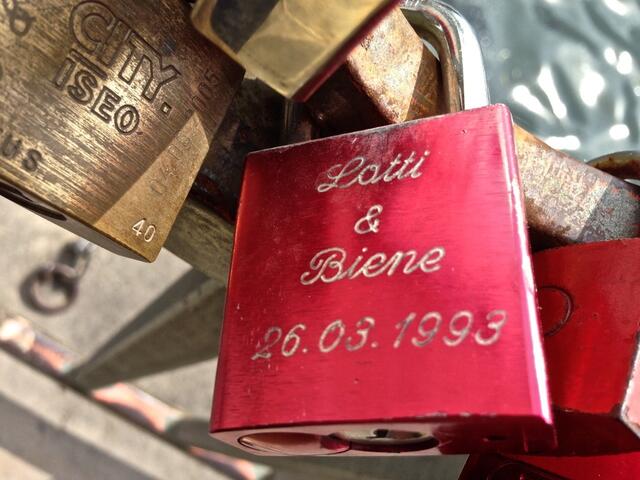 CITY.
ISEO
40
Lotti
&
Biene
26.03.1993